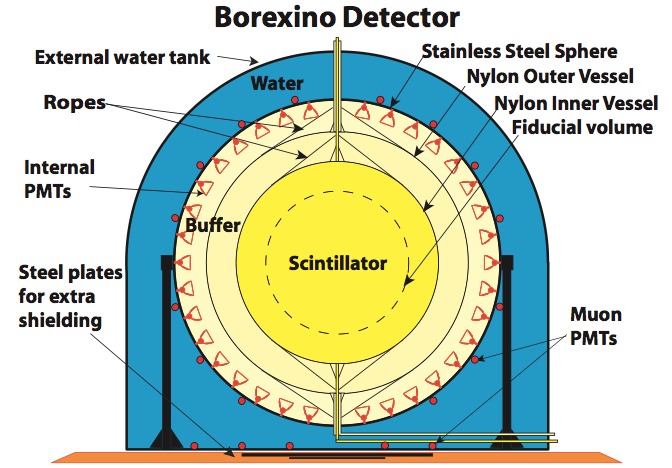 Borexino Detector
External water tank
Water
Stainless Steel Sphere
Nylon Outer Vessel
Nylon Inner Vessel
Fiducial volume
Ropes
Internal
PMTs
Buffer
Scintillator
Steel plates
for extra
shielding
Muon
PMTs